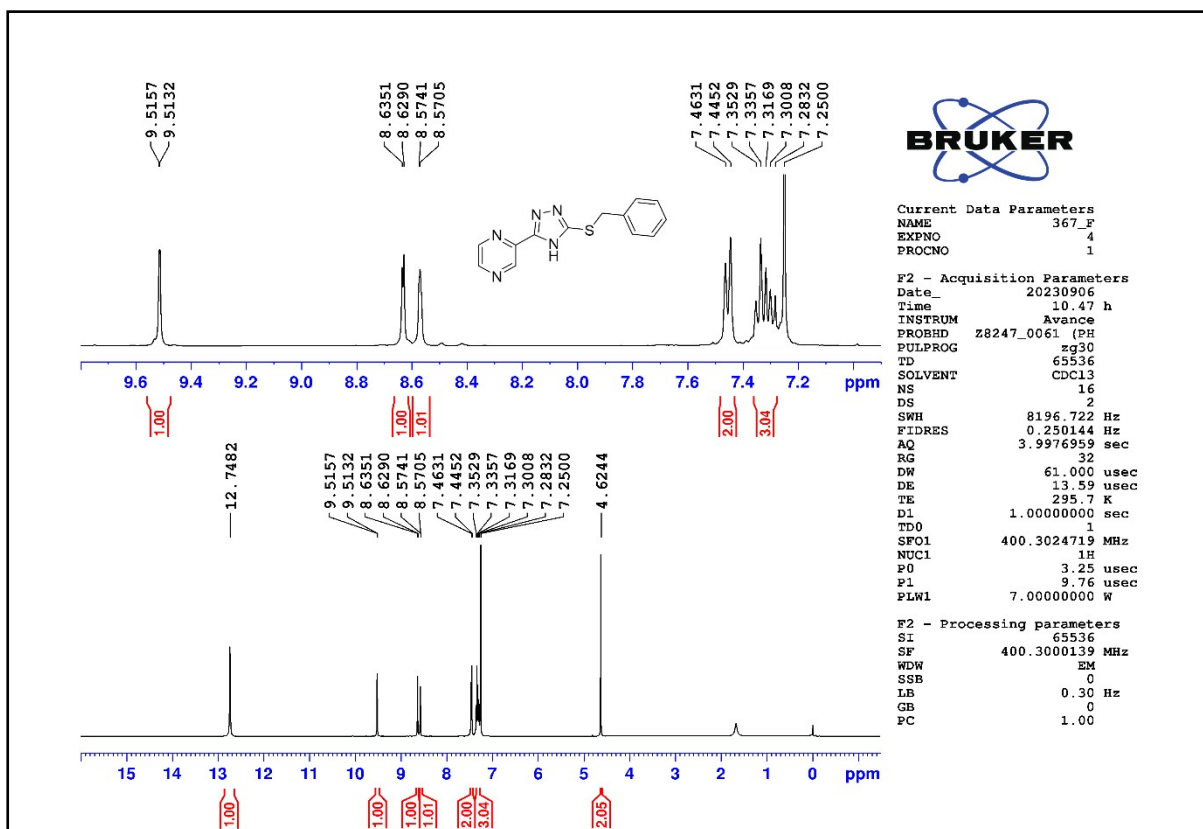 9.5157
9.5132
8.6351
8.6290
8.5741
8.5705
7.4631
7.4452
7.3529
7.3357
7.3169
7.3008
7.2832
7.2500
N
N
N
N
N
H
S
9.6 9.4 9.2 9.0 8.8 8.6 8.4 8.2 8.0 7.8 7.6 7.4 7.2 ppm
1.00
1.00
1.01
2.00
3.04
12.7482
9.5157
9.5132
8.6351
8.6290
8.5741
8.5705
7.4631
7.4452
7.3529
7.3357
7.3169
7.3008
7.2832
7.2500
4.6244
15 14 13 12 11 10 9 8 7 6 5 4 3 2 1 0 ppm
1.00
1.00
1.00
1.01
2.00
3.04
2.05
BRUKER
Current Data Parameters
NAME 367_F
EXPNO 4
PROCNO 1
F2 - Acquisition Parameters
Date_ 20230906
Time 10.47 h
INSTRUM Avance
PROBHD Z8247_0061 (PH
PULPROG zg30
TD 65536
SOLVENT CDCl3
NS 16
DS 2
SWH 8196.722 Hz
FIDRES 0.250144 Hz
AQ 3.9976959 sec
RG 32
DW 61.000 usec
DE 13.59 usec
TE 295.7 K
D1 1.00000000 sec
TD0 1
SFO1 400.3024719 MHz
NUC1 1H
P0 3.25 usec
P1 9.76 usec
PLW1 7.00000000 W
F2 - Processing parameters
SI 65536
SF 400.3000139 MHz
WDW EM
SSB 0
LB 0.30 Hz
GB 0
PC 1.00